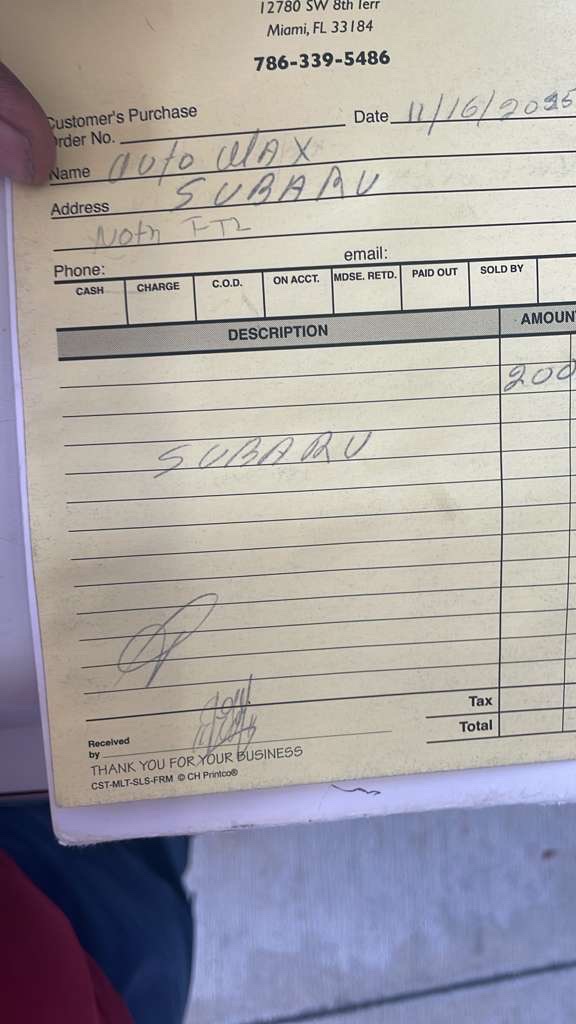 12780 SW 8th Terr
Miami, FL 33184
786-339-5486
Customer's Purchase
Order No.
Date 11/16/2025
Name auto MAX
Address SUBARU
Noth FTL
Phone:
email:
CASH CHARGE C.O.D. ON ACCT. MDSE. RETD. PAID OUT SOLD BY
DESCRIPTION AMOUN
200
SUBARU
Tax
Total
Received
by
THANK YOU FOR YOUR BUSINESS
CST-MLT-SLS-FRM © CH Printco®